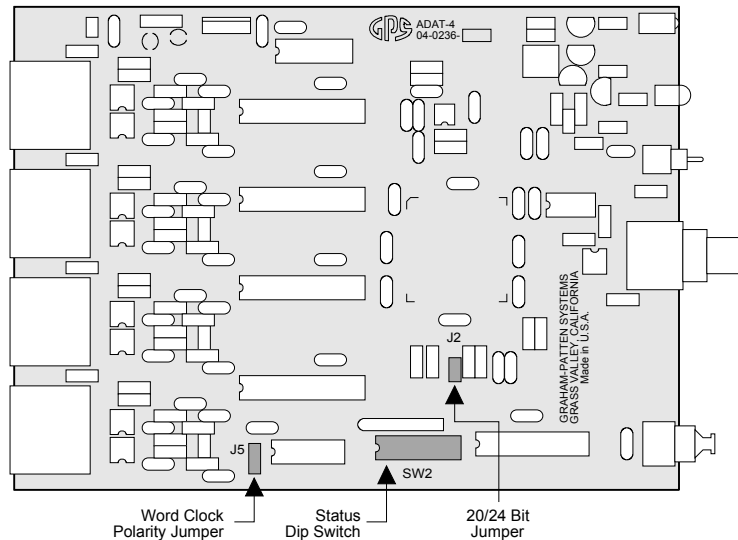 GPS
ADAT-4
04-0236-
J2
GRAHAM-PATTEN SYSTEMS
GRASS VALLEY, CALIFORNIA
Made in U.S.A.
J5
SW2
Word Clock
Polarity Jumper
Status
Dip Switch
20/24 Bit
Jumper